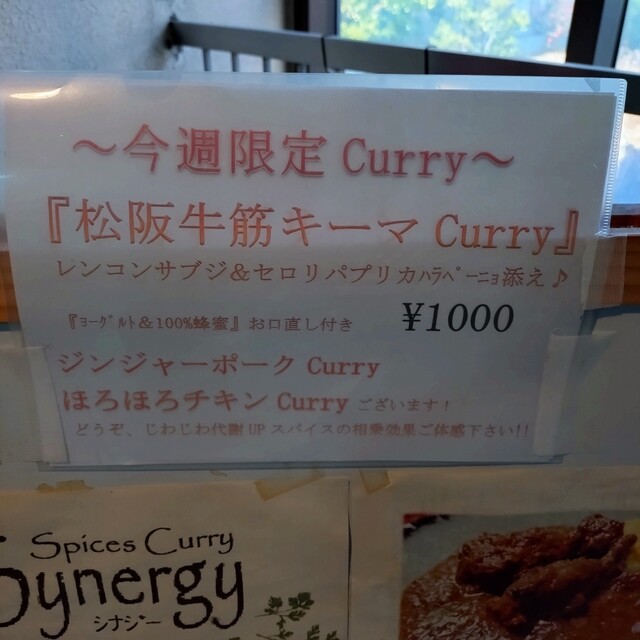 ～今週限定 Curry～
『松阪牛筋キーマ Curry』
レンコンサブジ＆セロリパプリカﾊﾗﾍﾟｰﾆｮ添え♪
『ﾖｰｸﾞﾙﾄ＆100%蜂蜜』お口直し付き ¥1000
ジンジャーポーク Curry
ほろほろチキン Curry ございます！
どうぞ、じわじわ代謝 UP スパイスの相乗効果ご体感下さい!!
Spices Curry
Synergy
シナジー